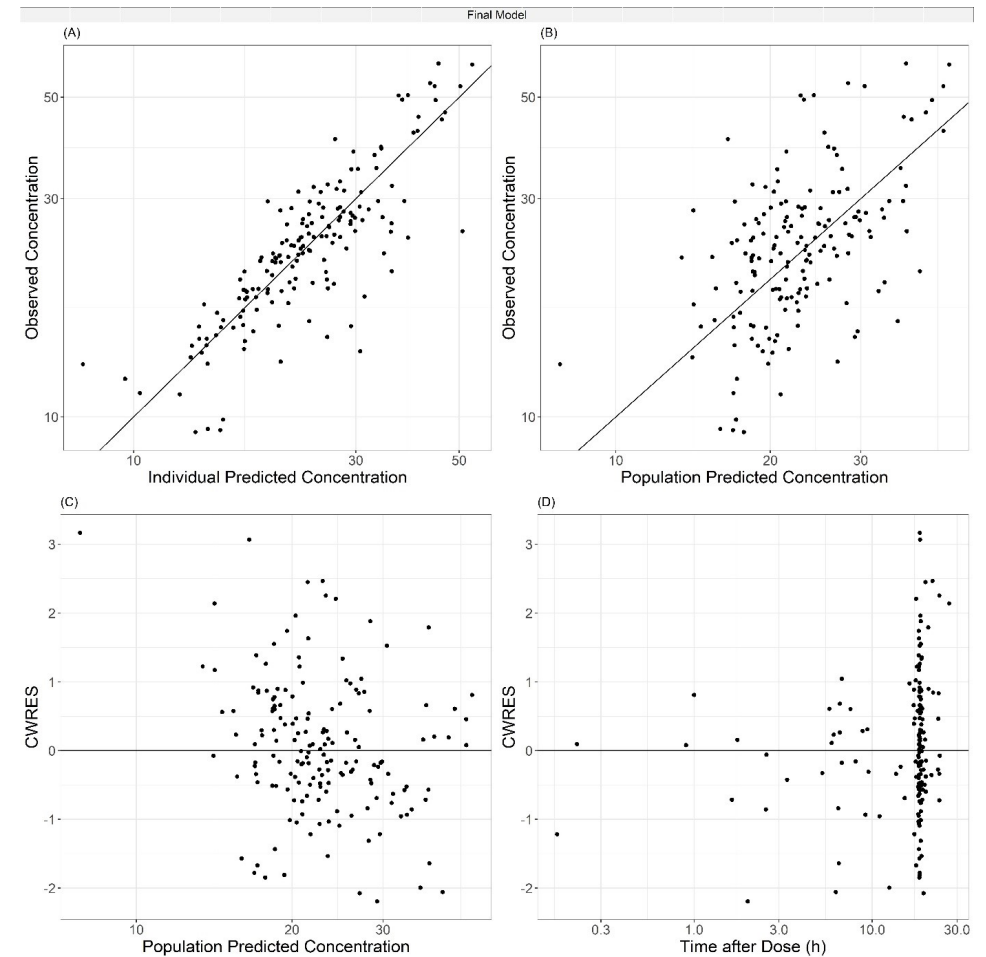 Final Model
(A)
(B)
50
30
10
Observed Concentration
10
30
50
Individual Predicted Concentration
50
30
10
Observed Concentration
10
20
30
Population Predicted Concentration
(C)
(D)
3
2
1
0
-1
-2
CWRES
10
20
30
Population Predicted Concentration
3
2
1
0
-1
-2
CWRES
0.3
1.0
3.0
10.0
30.0
Time after Dose (h)